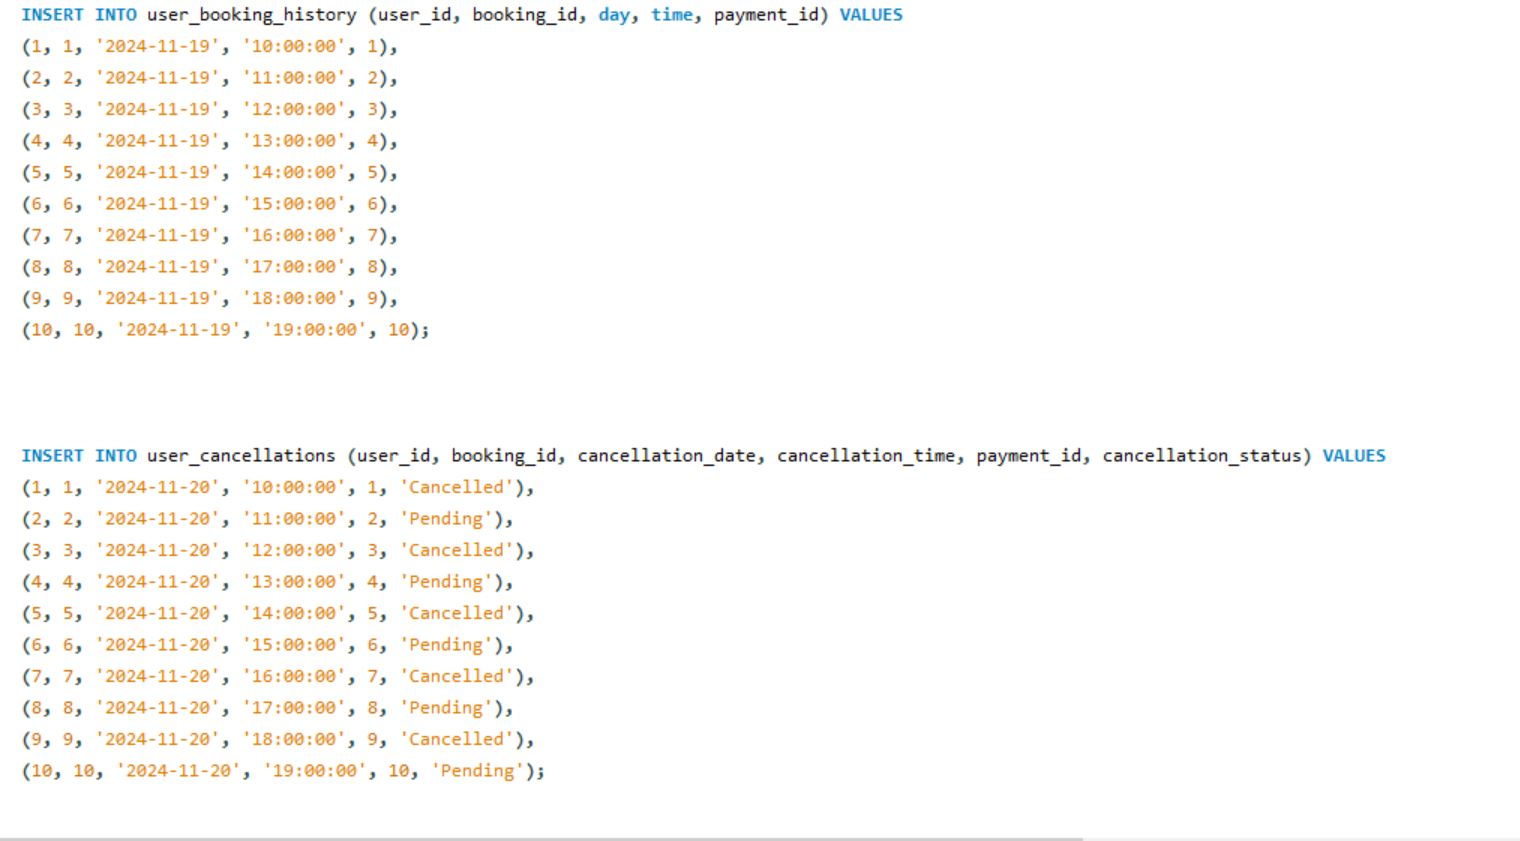 INSERT INTO user_booking_history (user_id, booking_id, day, time, payment_id) VALUES
(1, 1, '2024-11-19', '10:00:00', 1),
(2, 2, '2024-11-19', '11:00:00', 2),
(3, 3, '2024-11-19', '12:00:00', 3),
(4, 4, '2024-11-19', '13:00:00', 4),
(5, 5, '2024-11-19', '14:00:00', 5),
(6, 6, '2024-11-19', '15:00:00', 6),
(7, 7, '2024-11-19', '16:00:00', 7),
(8, 8, '2024-11-19', '17:00:00', 8),
(9, 9, '2024-11-19', '18:00:00', 9),
(10, 10, '2024-11-19', '19:00:00', 10);
INSERT INTO user_cancellations (user_id, booking_id, cancellation_date, cancellation_time, payment_id, cancellation_status) VALUES
(1, 1, '2024-11-20', '10:00:00', 1, 'Cancelled'),
(2, 2, '2024-11-20', '11:00:00', 2, 'Pending'),
(3, 3, '2024-11-20', '12:00:00', 3, 'Cancelled'),
(4, 4, '2024-11-20', '13:00:00', 4, 'Pending'),
(5, 5, '2024-11-20', '14:00:00', 5, 'Cancelled'),
(6, 6, '2024-11-20', '15:00:00', 6, 'Pending'),
(7, 7, '2024-11-20', '16:00:00', 7, 'Cancelled'),
(8, 8, '2024-11-20', '17:00:00', 8, 'Pending'),
(9, 9, '2024-11-20', '18:00:00', 9, 'Cancelled'),
(10, 10, '2024-11-20', '19:00:00', 10, 'Pending');